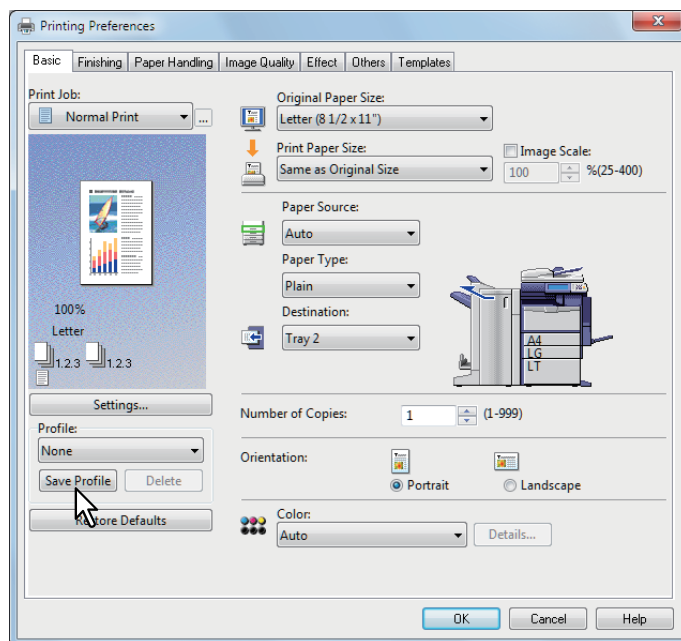 Printing Preferences
Basic Finishing Paper Handling Image Quality Effect Others Templates
Print Job:
Normal Print ...
100%
Letter
1.2.3 1.2.3
Settings...
Profile:
None
Save Profile Delete
Restore Defaults
Original Paper Size:
Letter (8 1/2 x 11")
Print Paper Size:
Same as Original Size
Image Scale:
100 %(25-400)
Paper Source:
Auto
Paper Type:
Plain
Destination:
Tray 2
A4
LG
LT
Number of Copies: 1 (1-999)
Orientation:
Portrait Landscape
Color:
Auto Details...
OK Cancel Help